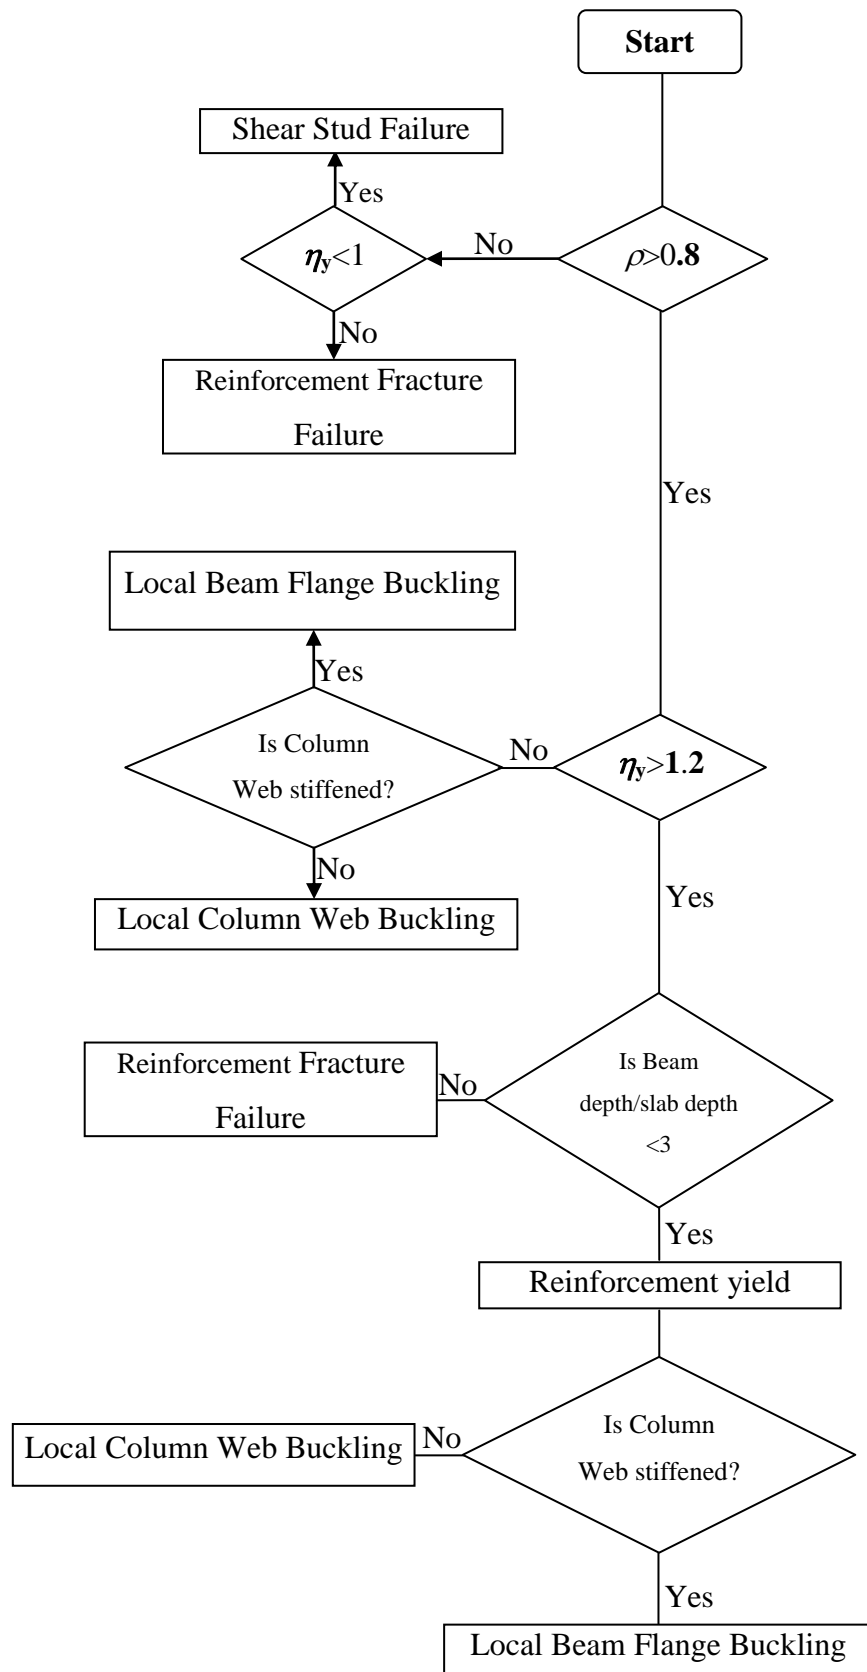 Start
Shear Stud Failure
Yes
No
ηy<1
ρ>0.8
No
Reinforcement Fracture
Failure
Yes
Local Beam Flange Buckling
Yes
Is Column
Web stiffened?
No
ηy>1.2
No
Local Column Web Buckling
Yes
Reinforcement Fracture
Failure
No
Is Beam
depth/slab depth
<3
Yes
Reinforcement yield
Local Column Web Buckling
No
Is Column
Web stiffened?
Yes
Local Beam Flange Buckling